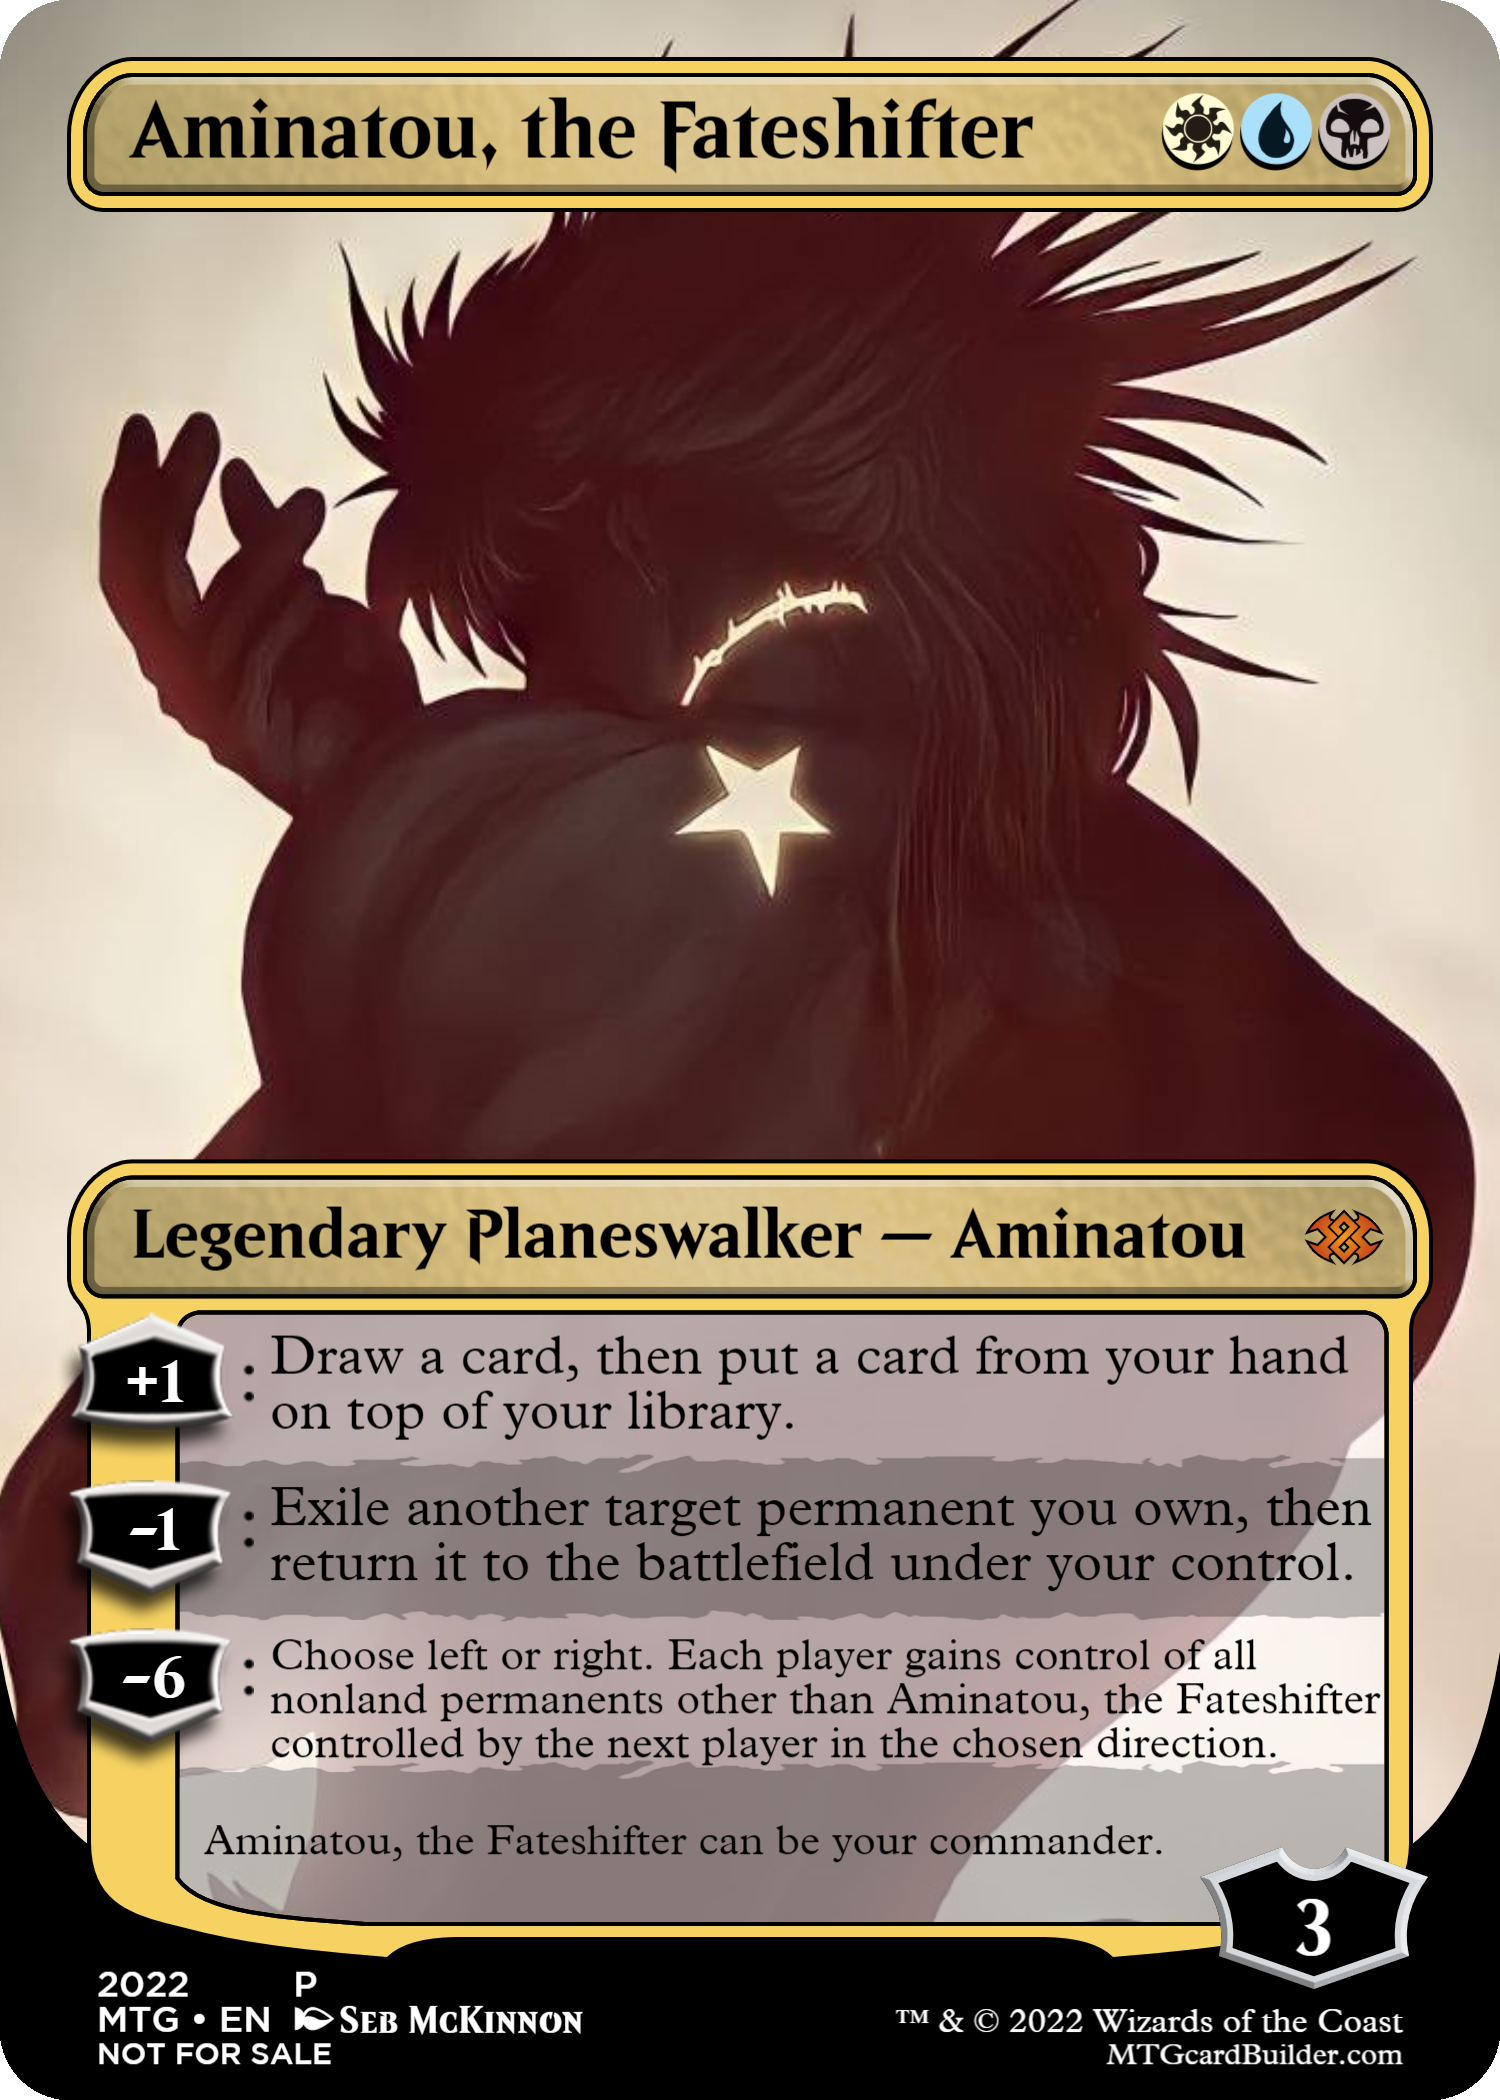 Aminatou, the Fateshifter
Legendary Planeswalker — Aminatou
+1: Draw a card, then put a card from your hand
on top of your library.
−1: Exile another target permanent you own, then
return it to the battlefield under your control.
−6: Choose left or right. Each player gains control of all
nonland permanents other than Aminatou, the Fateshifter
controlled by the next player in the chosen direction.
Aminatou, the Fateshifter can be your commander.
3
2022 P
MTG • EN Seb McKinnon
NOT FOR SALE
™ & © 2022 Wizards of the Coast
MTGcardBuilder.com